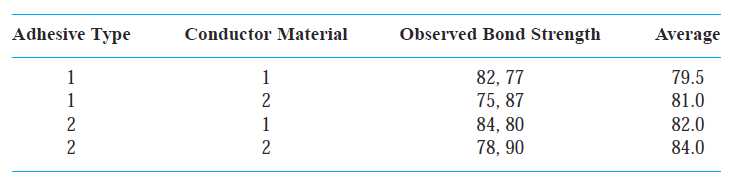 Adhesive Type Conductor Material Observed Bond Strength Average
1 1 82, 77 79.5
1 2 75, 87 81.0
2 1 84, 80 82.0
2 2 78, 90 84.0